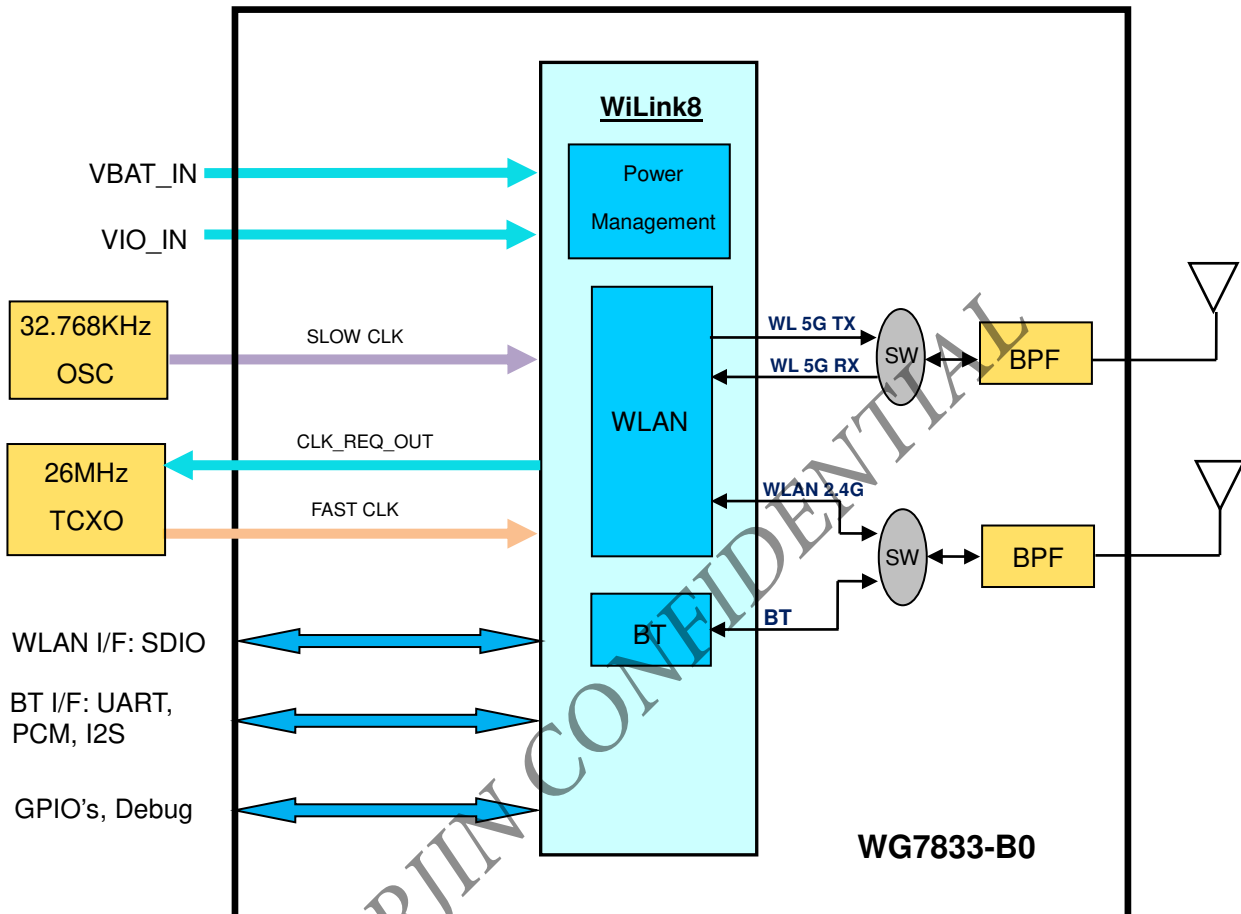 WiLink8
VBAT_IN
Power
Management
VIO_IN
32.768KHz
OSC
SLOW CLK
WL 5G TX
WL 5G RX
SW
BPF
WLAN
26MHz
TCXO
CLK_REQ_OUT
FAST CLK
WLAN 2.4G
SW
BPF
BT
BT
WLAN I/F: SDIO
BT I/F: UART,
PCM, I2S
GPIO's, Debug
WG7833-B0
RJIN CONFIDENTIAL